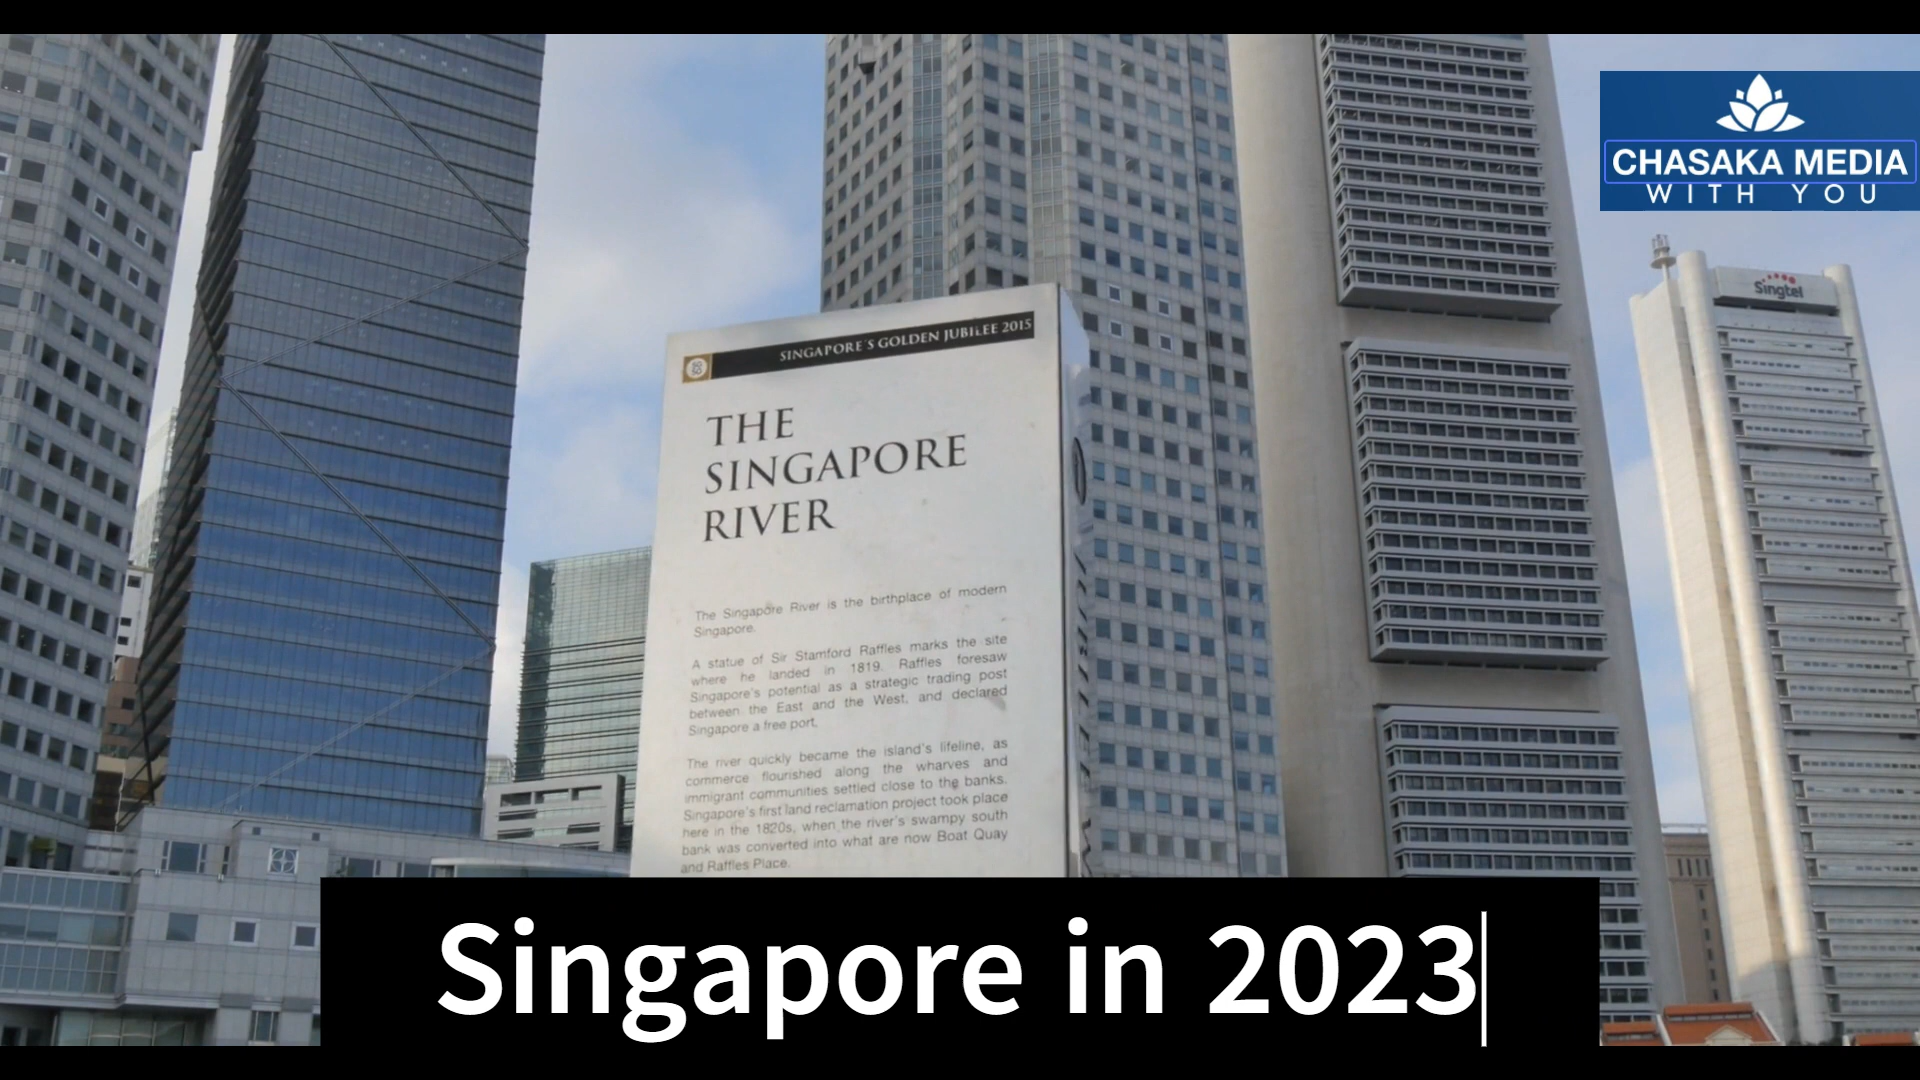 CHASAKA MEDIA
WITH YOU
Singtel
SINGAPORE'S GOLDEN JUBILEE 2015
THE
SINGAPORE
RIVER
The Singapore River is the birthplace of modern
Singapore.
A statue of Sir Stamford Raffles marks the site
where he landed in 1819. Raffles foresaw
Singapore's potential as a strategic trading post
between the East and the West, and declared
Singapore a free port.
The river quickly became the island's lifeline, as
commerce flourished along the wharves and
immigrant communities settled close to the banks.
Singapore's first land reclamation project took place
here in the 1820s, when the river's swampy south
bank was converted into what are now Boat Quay
and Raffles Place.
Singapore in 2023